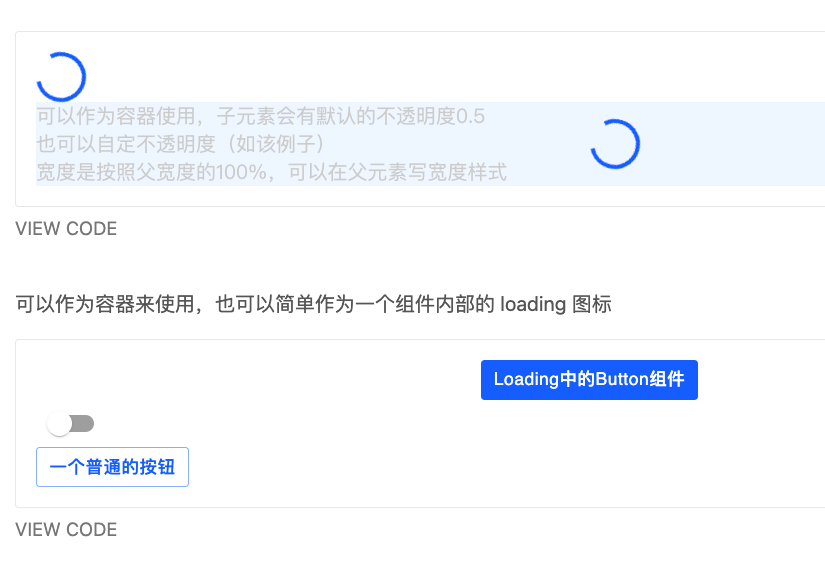 可以作为容器使用，子元素会有默认的不透明度0.5
也可以自定不透明度（如该例子）
宽度是按照父宽度的100%，可以在父元素写宽度样式
VIEW CODE
可以作为容器来使用，也可以简单作为一个组件内部的 loading 图标
Loading中的Button组件
一个普通的按钮
VIEW CODE